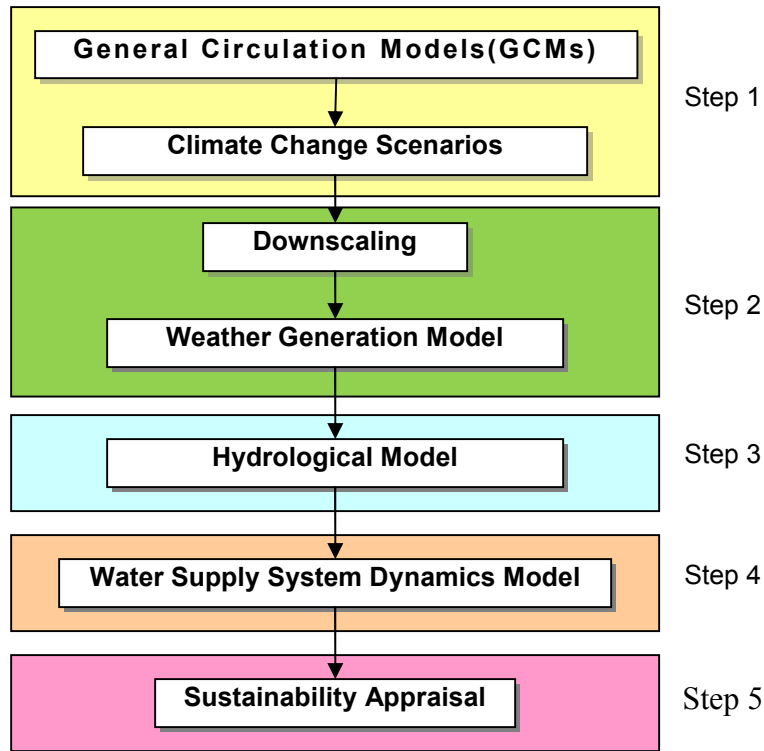 General Circulation Models(GCMs)
Step 1
Climate Change Scenarios
Downscaling
Step 2
Weather Generation Model
Hydrological Model
Step 3
Water Supply System Dynamics Model
Step 4
Sustainability Appraisal
Step 5